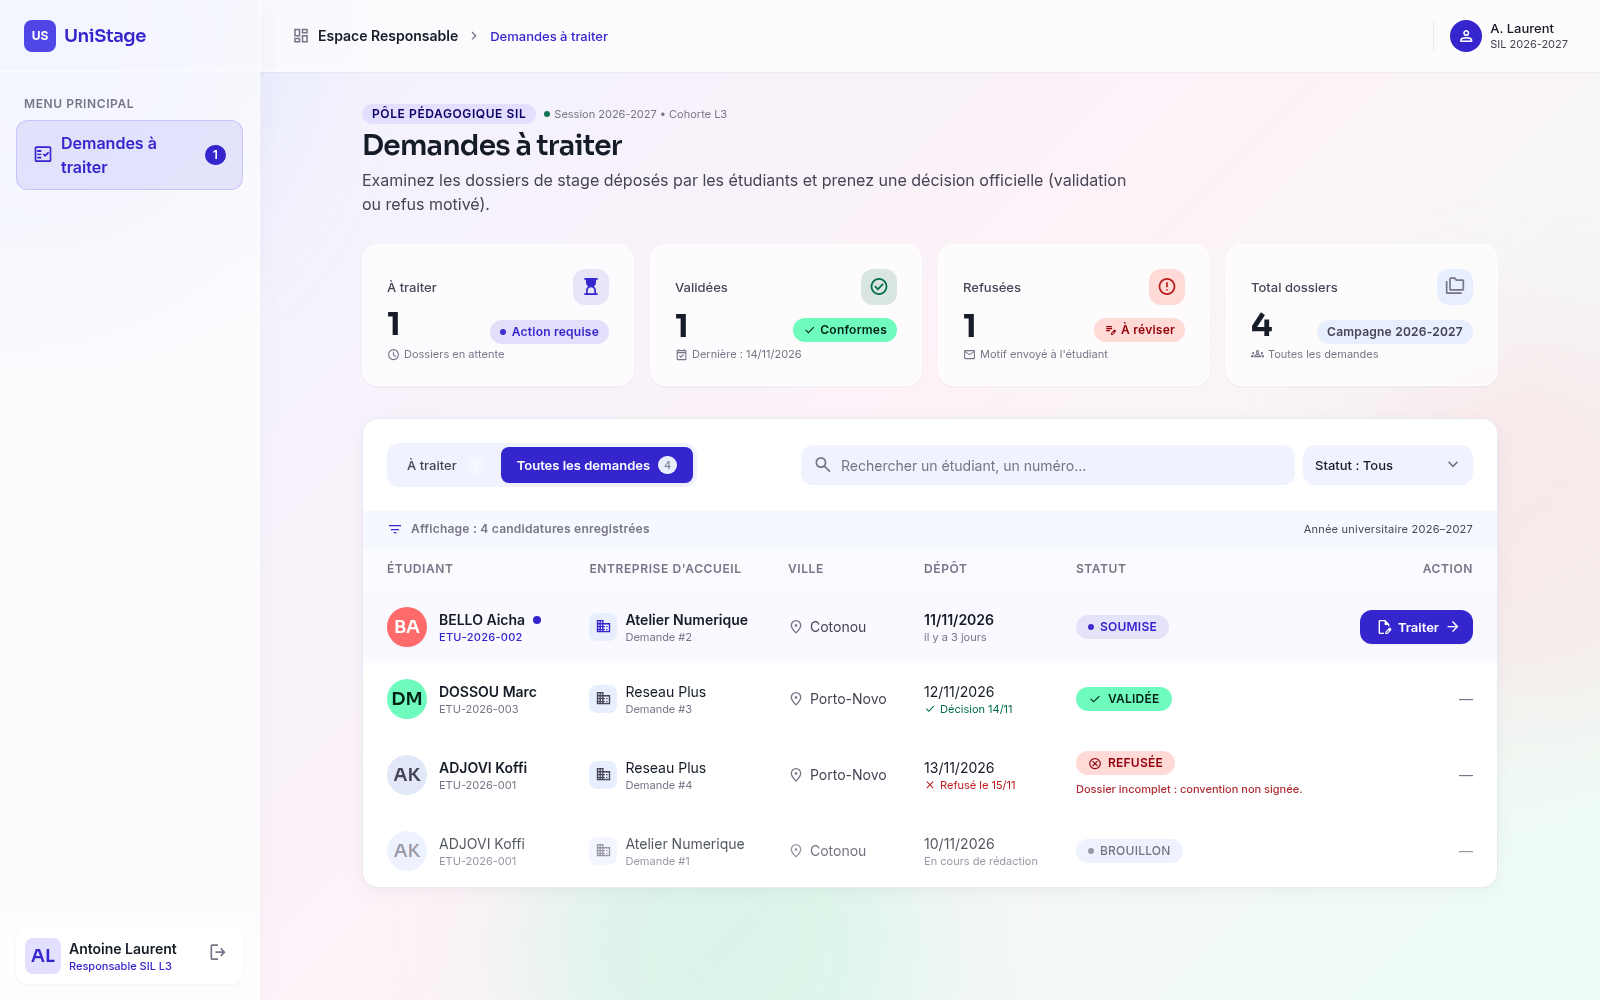 US UniStage
Espace Responsable
Demandes à traiter
A. Laurent
SIL 2026-2027
MENU PRINCIPAL
Demandes à
traiter
1
PÔLE PÉDAGOGIQUE SIL
Session 2026-2027 • Cohorte L3
Demandes à traiter
Examinez les dossiers de stage déposés par les étudiants et prenez une décision officielle (validation
ou refus motivé).
À traiter
1
Action requise
Dossiers en attente
Validées
1
Conformes
Dernière : 14/11/2026
Refusées
1
À réviser
Motif envoyé à l'étudiant
Total dossiers
4
Campagne 2026-2027
Toutes les demandes
À traiter 1
Toutes les demandes 4
Rechercher un étudiant, un numéro...
Statut : Tous
Affichage : 4 candidatures enregistrées
Année universitaire 2026–2027
ÉTUDIANT ENTREPRISE D'ACCUEIL VILLE DÉPÔT STATUT ACTION
BA BELLO Aicha Atelier Numerique Cotonou 11/11/2026 SOUMISE Traiter
ETU-2026-002 Demande #2 il y a 3 jours
DM DOSSOU Marc Reseau Plus Porto-Novo 12/11/2026 VALIDÉE —
ETU-2026-003 Demande #3 Décision 14/11
AK ADJOVI Koffi Reseau Plus Porto-Novo 13/11/2026 REFUSÉE —
ETU-2026-001 Demande #4 Refusé le 15/11 Dossier incomplet : convention non signée.
AK ADJOVI Koffi Atelier Numerique Cotonou 10/11/2026 BROUILLON —
ETU-2026-001 Demande #1 En cours de rédaction
AL Antoine Laurent
Responsable SIL L3